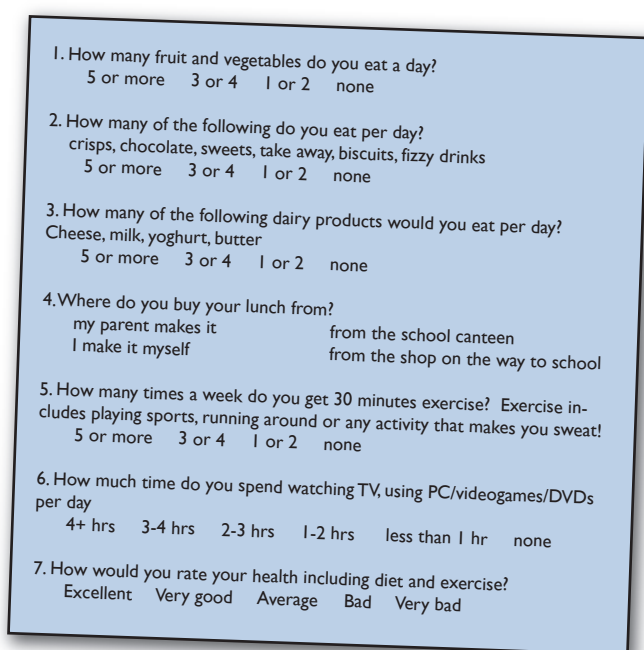 1. How many fruit and vegetables do you eat a day?
5 or more 3 or 4 1 or 2 none
2. How many of the following do you eat per day?
crisps, chocolate, sweets, take away, biscuits, fizzy drinks
5 or more 3 or 4 1 or 2 none
3. How many of the following dairy products would you eat per day?
Cheese, milk, yoghurt, butter
5 or more 3 or 4 1 or 2 none
4. Where do you buy your lunch from?
my parent makes it from the school canteen
I make it myself from the shop on the way to school
5. How many times a week do you get 30 minutes exercise? Exercise in-
cludes playing sports, running around or any activity that makes you sweat!
5 or more 3 or 4 1 or 2 none
6. How much time do you spend watching TV, using PC/videogames/DVDs
per day
4+ hrs 3-4 hrs 2-3 hrs 1-2 hrs less than 1 hr none
7. How would you rate your health including diet and exercise?
Excellent Very good Average Bad Very bad